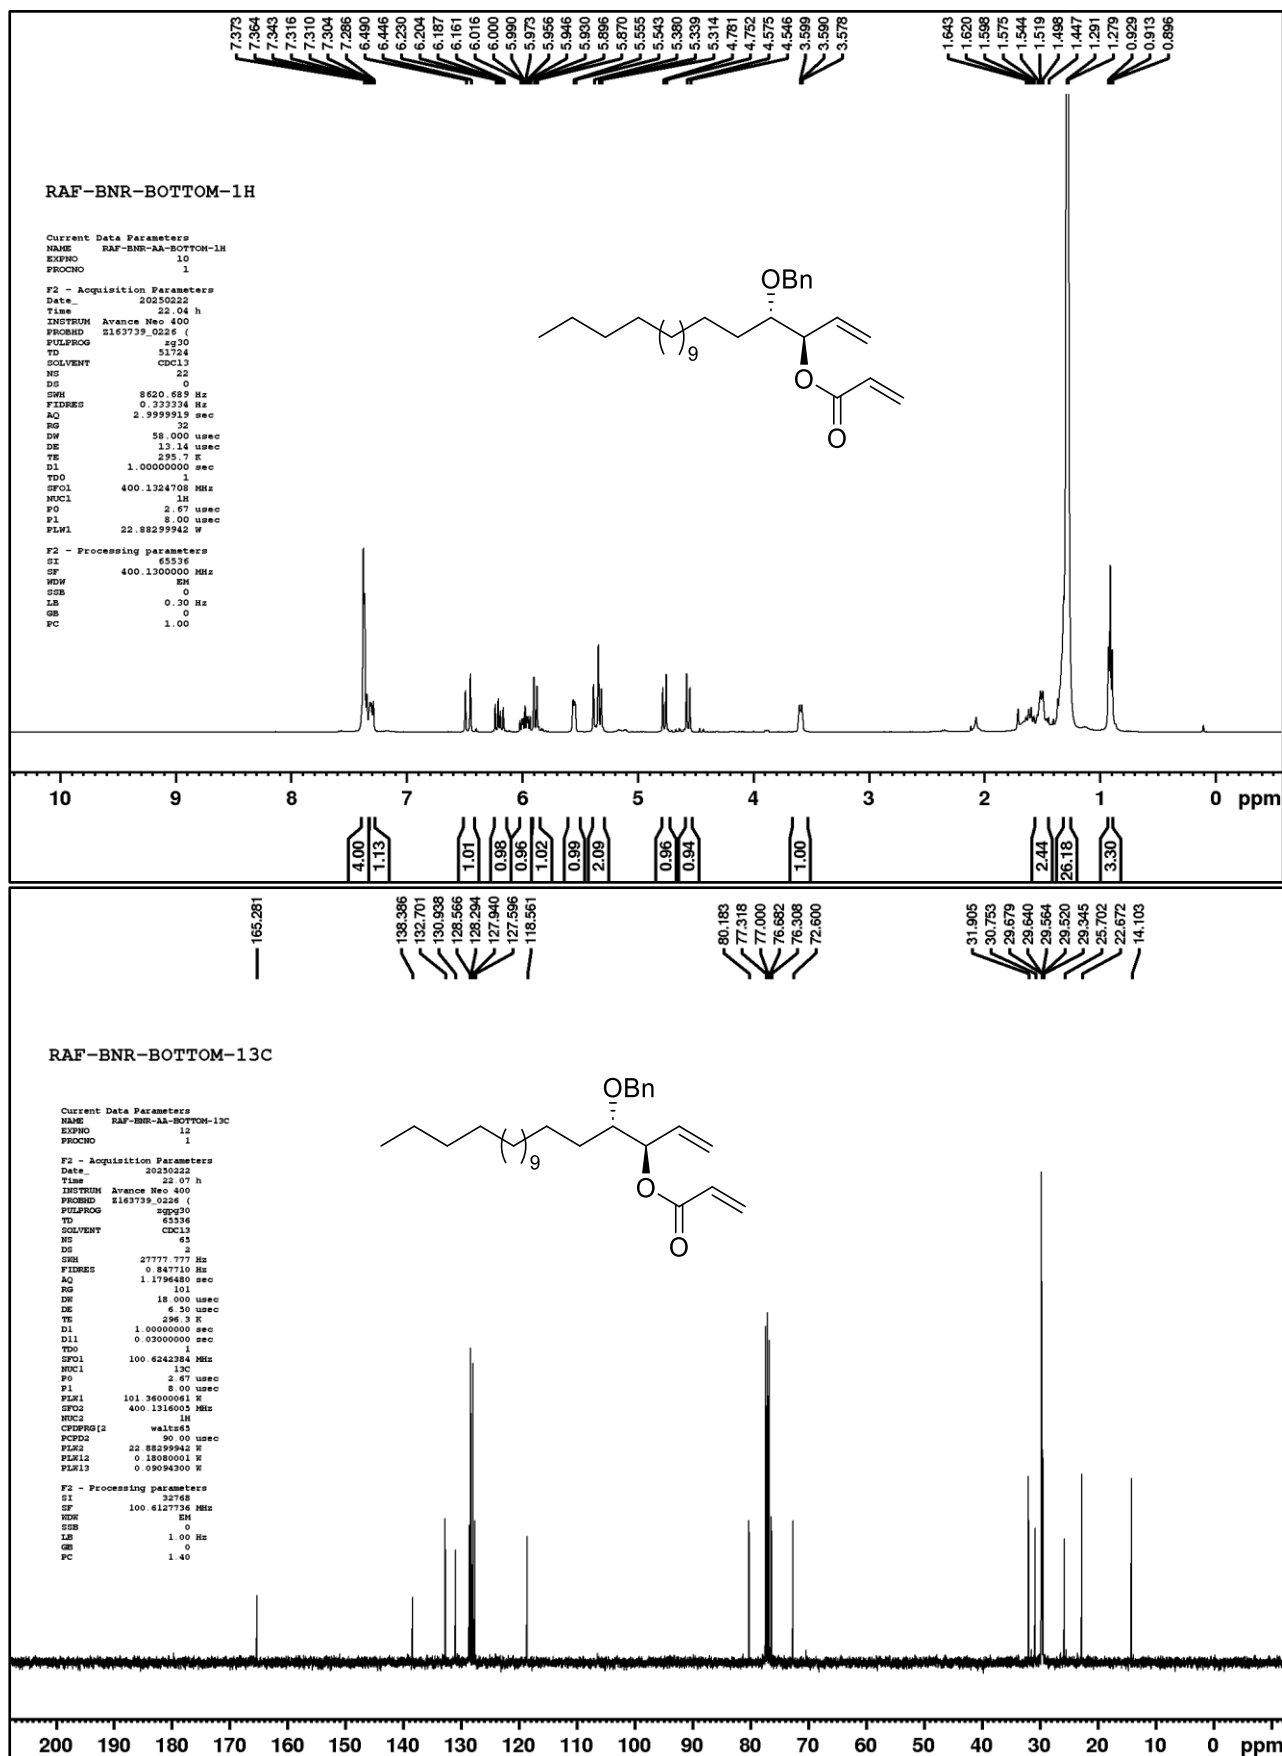 7.373
7.364
7.343
7.316
7.310
7.304
7.286
6.490
6.446
6.230
6.204
6.187
6.161
6.016
6.000
5.990
5.973
5.956
5.946
5.930
5.896
5.870
5.555
5.543
5.380
5.339
5.314
4.781
4.752
4.575
4.546
3.599
3.590
3.578
1.643
1.620
1.598
1.575
1.544
1.519
1.498
1.447
1.291
1.279
0.929
0.913
0.896
RAF-BNR-BOTTOM-1H
Current Data Parameters
NAME RAF-BNR-AA-BOTTOM-1H
EXPNO 10
PROCNO 1
F2 - Acquisition Parameters
Date_ 20250222
Time 22.04 h
INSTRUM Avance Neo 400
PROBHD Z163739_0226 (
PULPROG zg30
TD 51724
SOLVENT CDCl3
NS 22
DS 0
SWH 8620.689 Hz
FIDRES 0.333334 Hz
AQ 2.9999919 sec
RG 32
DW 58.000 usec
DE 13.14 usec
TE 295.7 K
D1 1.00000000 sec
TD0 1
SFO1 400.1324708 MHz
NUC1 1H
P0 2.67 usec
P1 8.00 usec
PLW1 22.88299942 W
F2 - Processing parameters
SI 65536
SF 400.1300000 MHz
WDW EM
SSB 0
LB 0.30 Hz
GB 0
PC 1.00
OBn
9
O
O
10 9 8 7 6 5 4 3 2 1 0 ppm
4.00
1.13
1.01
0.98
0.96
1.02
0.99
2.09
0.96
0.94
1.00
2.44
26.18
3.30
165.281
138.386
132.701
130.938
128.566
128.294
127.940
127.596
118.561
80.183
77.318
77.000
76.682
76.308
72.600
31.905
30.753
29.679
29.640
29.564
29.520
29.345
25.702
22.672
14.103
RAF-BNR-BOTTOM-13C
Current Data Parameters
NAME RAF-BNR-AA-BOTTOM-13C
EXPNO 12
PROCNO 1
F2 - Acquisition Parameters
Date_ 20250222
Time 22.07 h
INSTRUM Avance Neo 400
PROBHD Z163739_0226 (
PULPROG zgpg30
TD 65536
SOLVENT CDCl3
NS 65
DS 2
SWH 27777.777 Hz
FIDRES 0.847710 Hz
AQ 1.1796480 sec
RG 101
DW 18.000 usec
DE 6.50 usec
TE 296.3 K
D1 1.00000000 sec
D11 0.03000000 sec
TD0 1
SFO1 100.6242384 MHz
NUC1 13C
P0 2.67 usec
P1 8.00 usec
PLW1 101.36000061 W
SFO2 400.1316005 MHz
NUC2 1H
CPDPRG[2 waltz65
PCPD2 90.00 usec
PLW2 22.88299942 W
PLW12 0.18080001 W
PLW13 0.09094300 W
F2 - Processing parameters
SI 32768
SF 100.6127736 MHz
WDW EM
SSB 0
LB 1.00 Hz
GB 0
PC 1.40
OBn
9
O
O
200 190 180 170 160 150 140 130 120 110 100 90 80 70 60 50 40 30 20 10 0 ppm